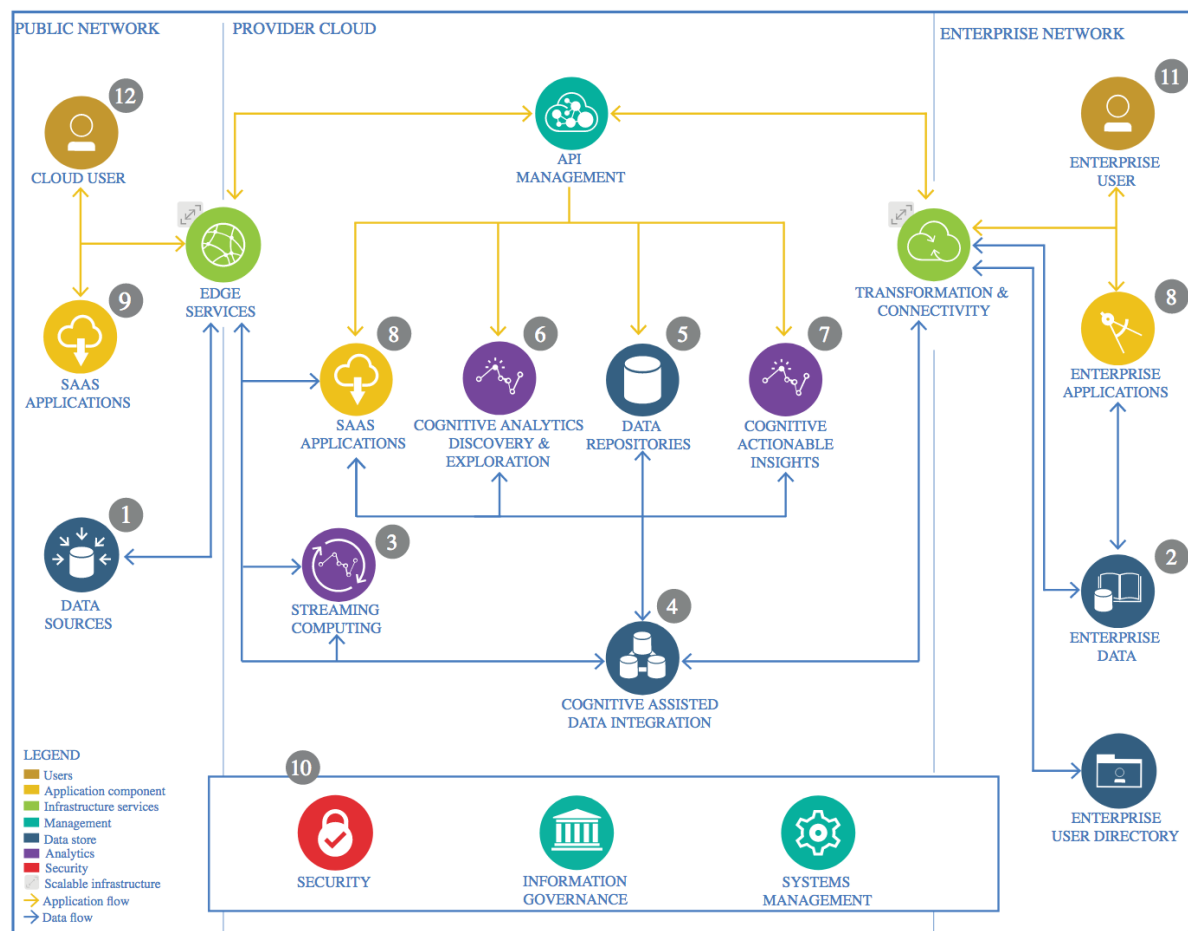 PUBLIC NETWORK
PROVIDER CLOUD
ENTERPRISE NETWORK
12
CLOUD USER
11
ENTERPRISE
USER
API
MANAGEMENT
EDGE
SERVICES
TRANSFORMATION &
CONNECTIVITY
9
SAAS
APPLICATIONS
8
SAAS
APPLICATIONS
6
COGNITIVE ANALYTICS
DISCOVERY &
EXPLORATION
5
DATA
REPOSITORIES
7
COGNITIVE
ACTIONABLE
INSIGHTS
8
ENTERPRISE
APPLICATIONS
1
DATA
SOURCES
3
STREAMING
COMPUTING
4
COGNITIVE ASSISTED
DATA INTEGRATION
2
ENTERPRISE
DATA
ENTERPRISE
USER DIRECTORY
LEGEND
Users
Application component
Infrastructure services
Management
Data store
Analytics
Security
Scalable infrastructure
Application flow
Data flow
10
SECURITY
INFORMATION
GOVERNANCE
SYSTEMS
MANAGEMENT